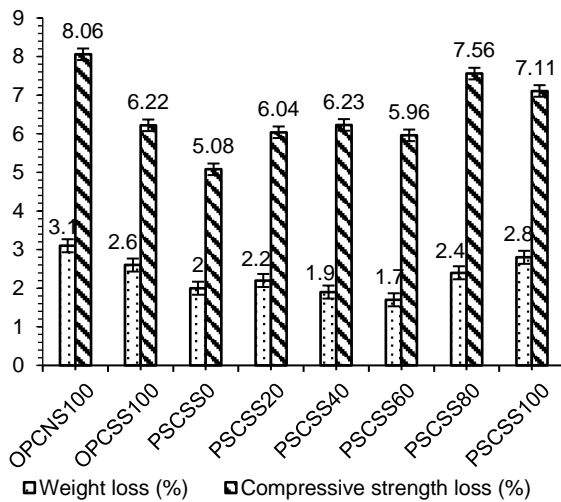 9
8
7
6
5
4
3
2
1
0
8.06
6.22
5.08
6.04
6.23
5.96
7.56
7.11
3.1
2.6
2
2.2
1.9
1.7
2.4
2.8
OPCNS100
OPCSS100
PSCSS0
PSCSS20
PSCSS40
PSCSS60
PSCSS80
PSCSS100
Weight loss (%) Compressive strength loss (%)